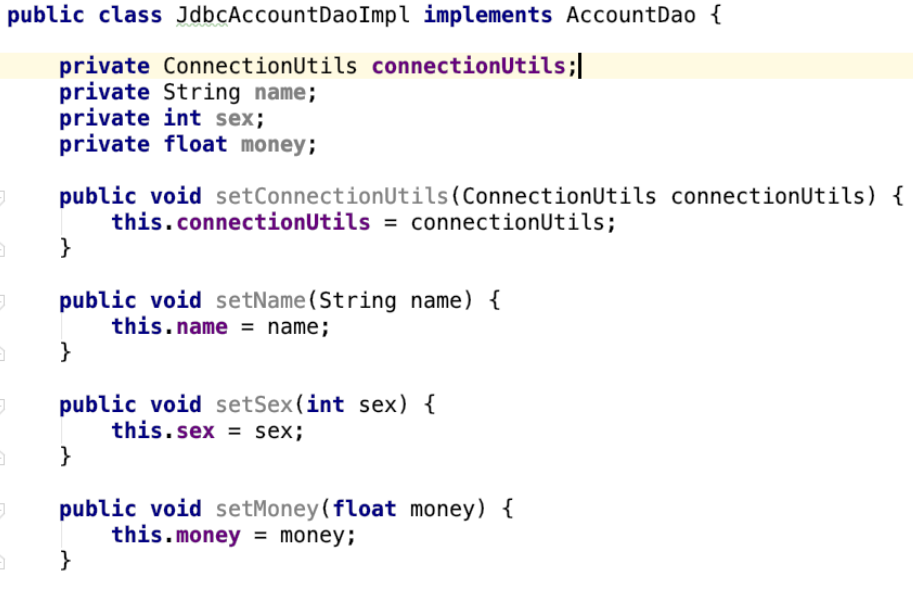 public class JdbcAccountDaoImpl implements AccountDao {
private ConnectionUtils connectionUtils;
private String name;
private int sex;
private float money;
public void setConnectionUtils(ConnectionUtils connectionUtils) {
this.connectionUtils = connectionUtils;
}
public void setName(String name) {
this.name = name;
}
public void setSex(int sex) {
this.sex = sex;
}
public void setMoney(float money) {
this.money = money;
}